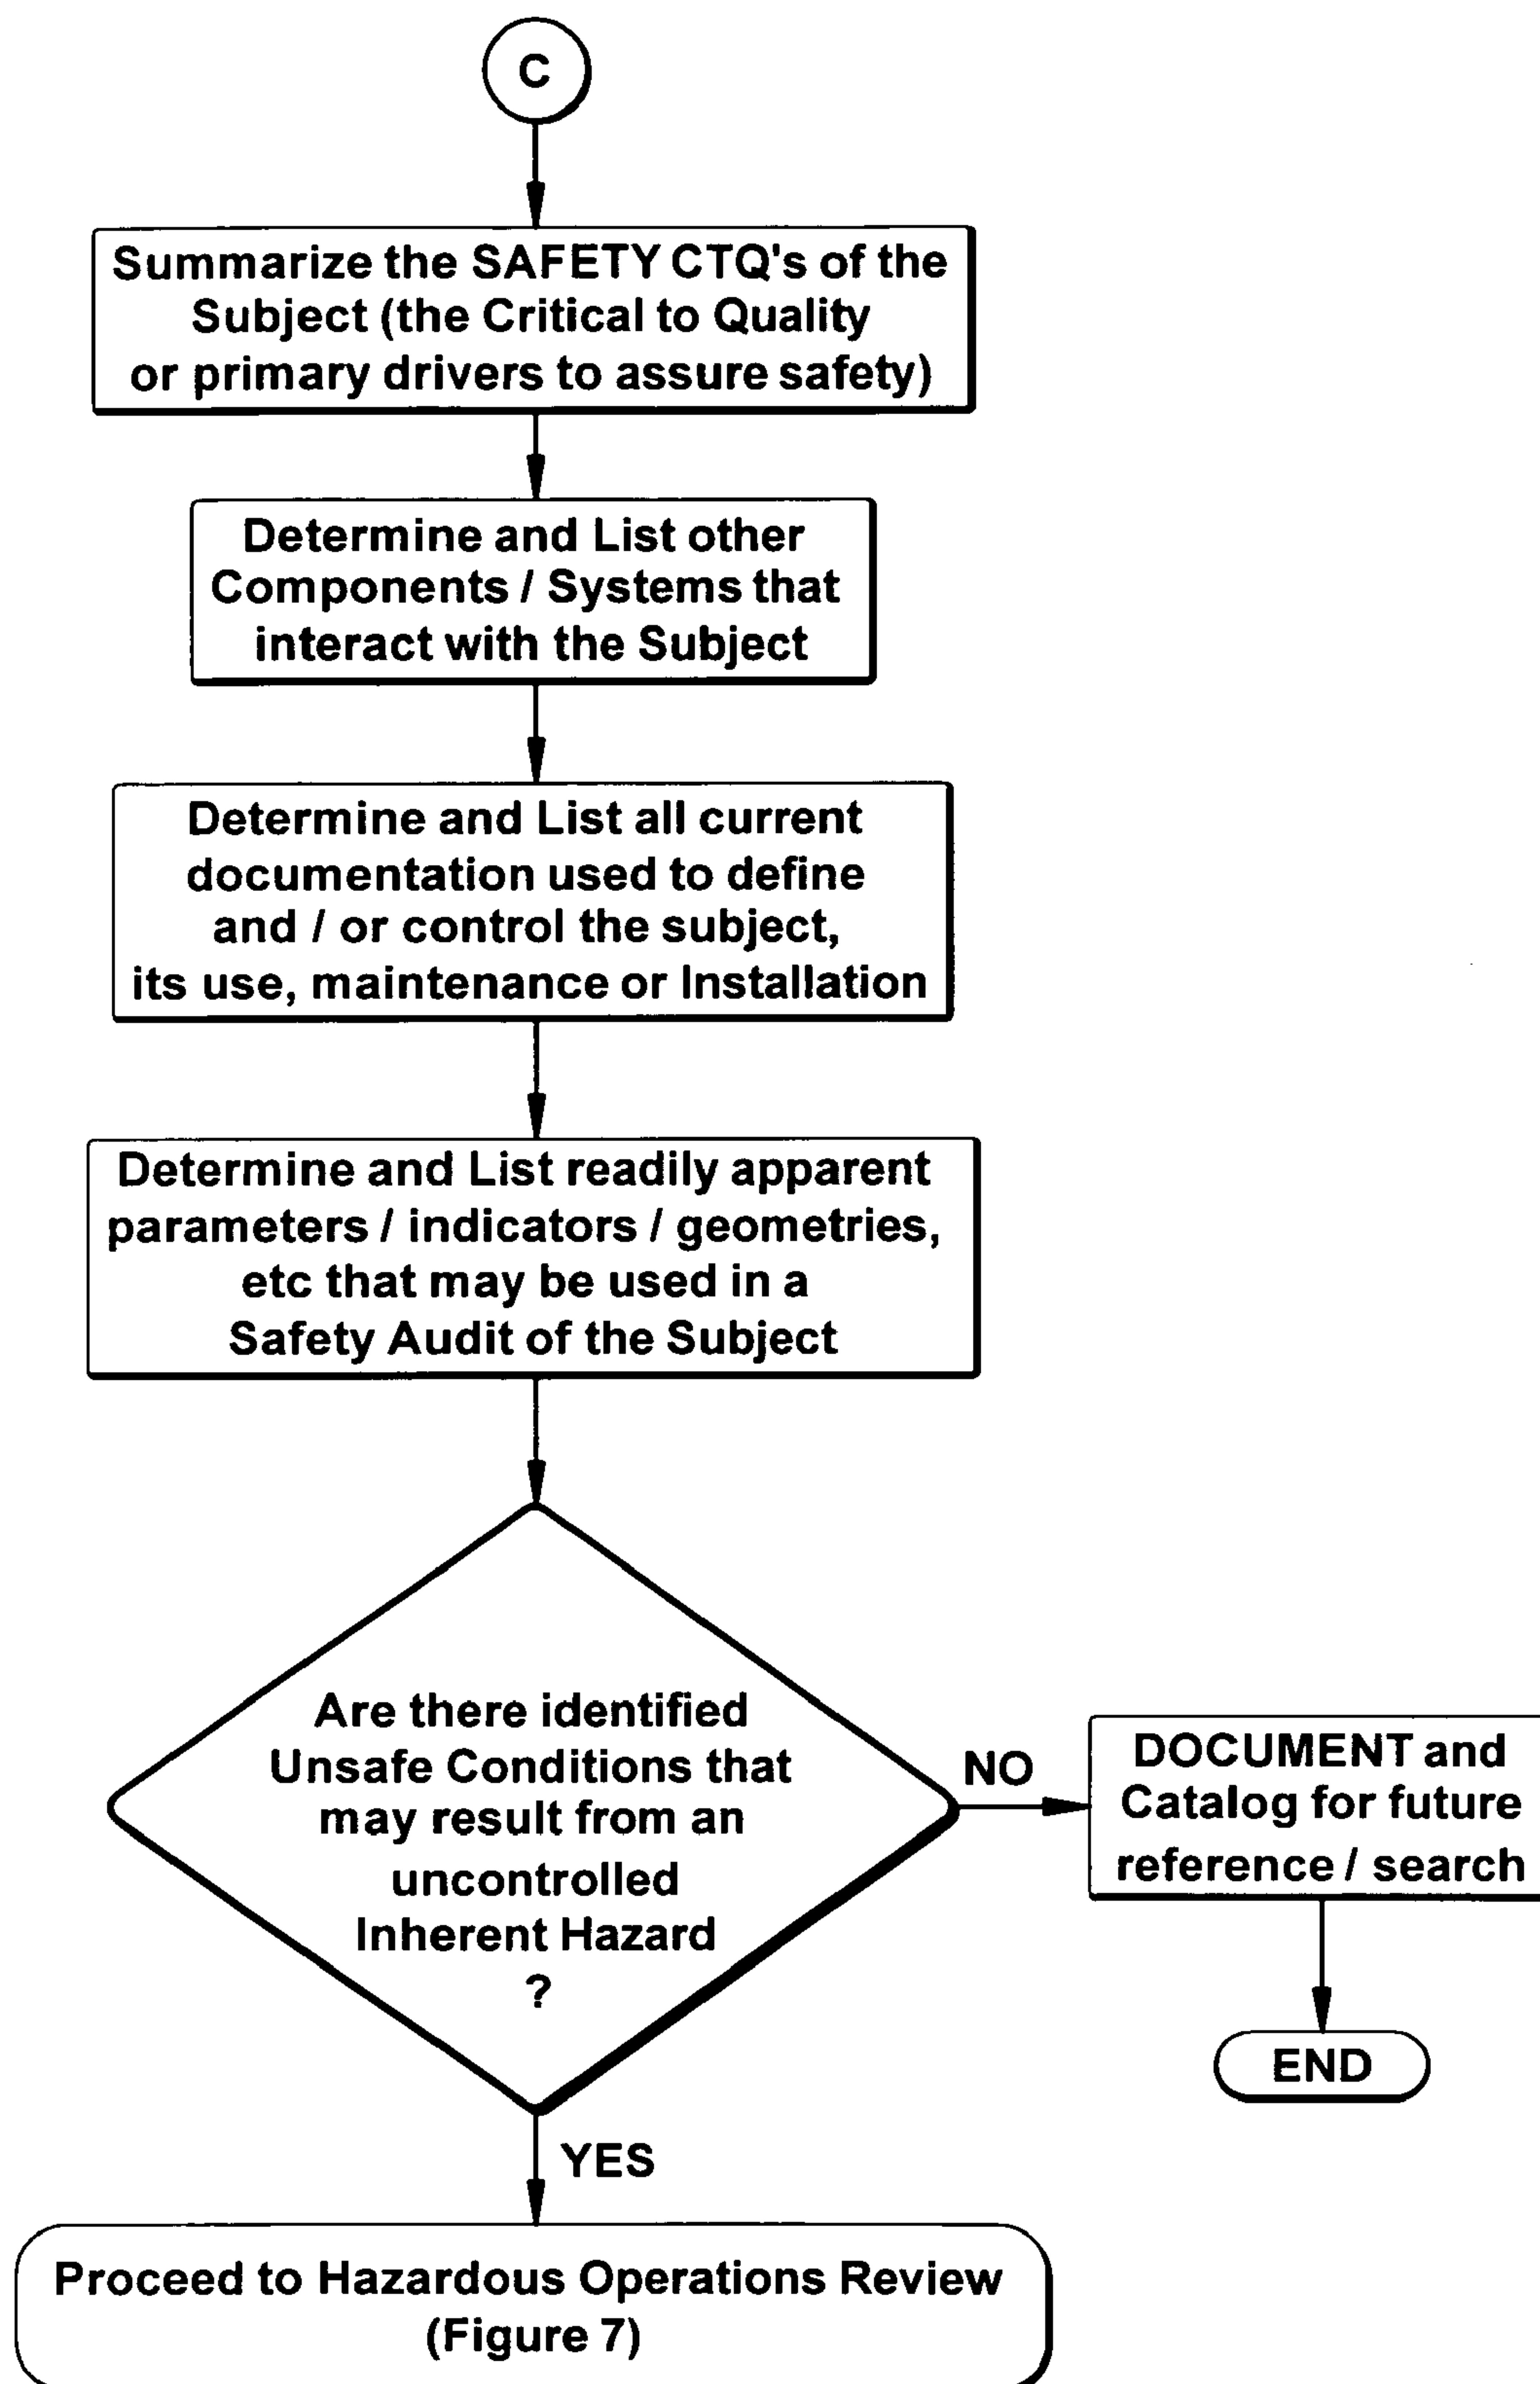 C
Summarize the SAFETY CTQ's of the
Subject (the Critical to Quality
or primary drivers to assure safety)
Determine and List other
Components / Systems that
interact with the Subject
Determine and List all current
documentation used to define
and / or control the subject,
its use, maintenance or Installation
Determine and List readily apparent
parameters / indicators / geometries,
etc that may be used in a
Safety Audit of the Subject
Are there identified
Unsafe Conditions that
may result from an
uncontrolled
Inherent Hazard
?
NO
DOCUMENT and
Catalog for future
reference / search
END
YES
Proceed to Hazardous Operations Review
(Figure 7)